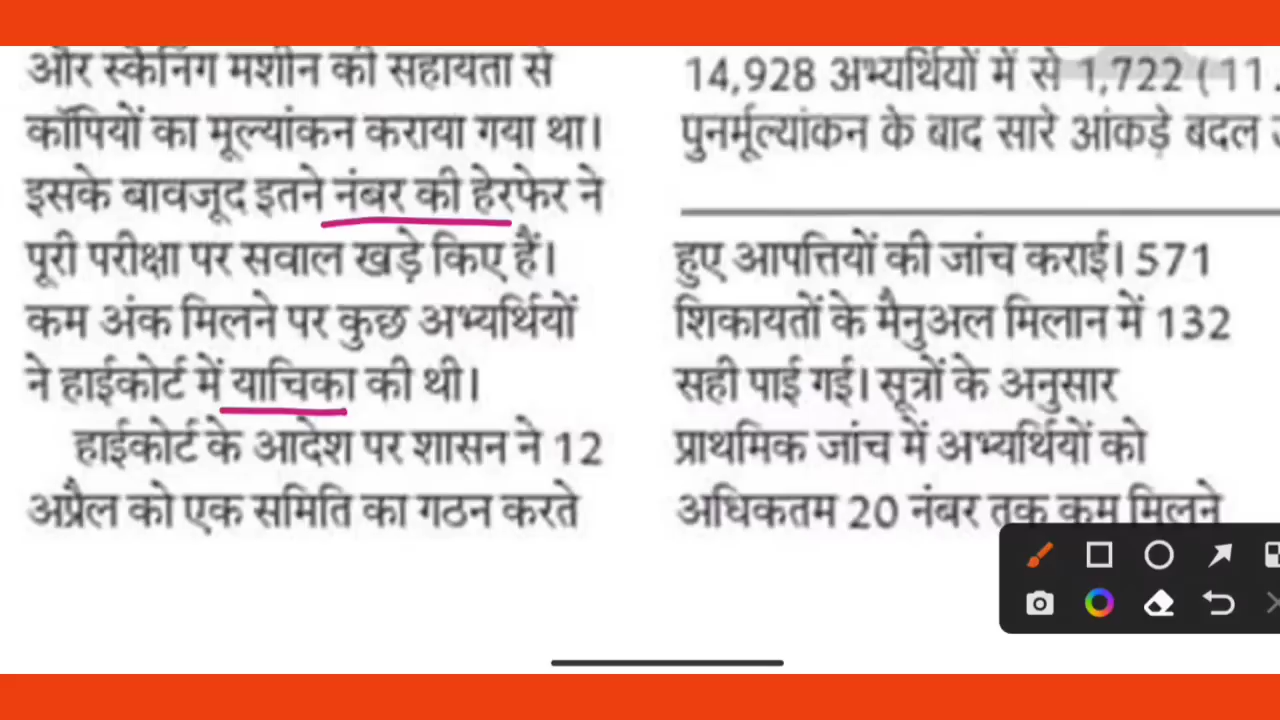 और स्केनिंग मशीन की सहायता से
कॉपियों का मूल्यांकन कराया गया था।
इसके बावजूद इतने नंबर की हेरफेर ने
पूरी परीक्षा पर सवाल खड़े किए हैं।
कम अंक मिलने पर कुछ अभ्यर्थियों
ने हाईकोर्ट में याचिका की थी।
हाईकोर्ट के आदेश पर शासन ने 12
अप्रैल को एक समिति का गठन करते
14,928 अभ्यर्थियों में से 1,722 (11.
पुनर्मूल्यांकन के बाद सारे आंकड़े बदल
हुए आपत्तियों की जांच कराई। 571
शिकायतों के मैनुअल मिलान में 132
सही पाई गई। सूत्रों के अनुसार
प्राथमिक जांच में अभ्यर्थियों को
अधिकतम 20 नंबर तक कम मिलने